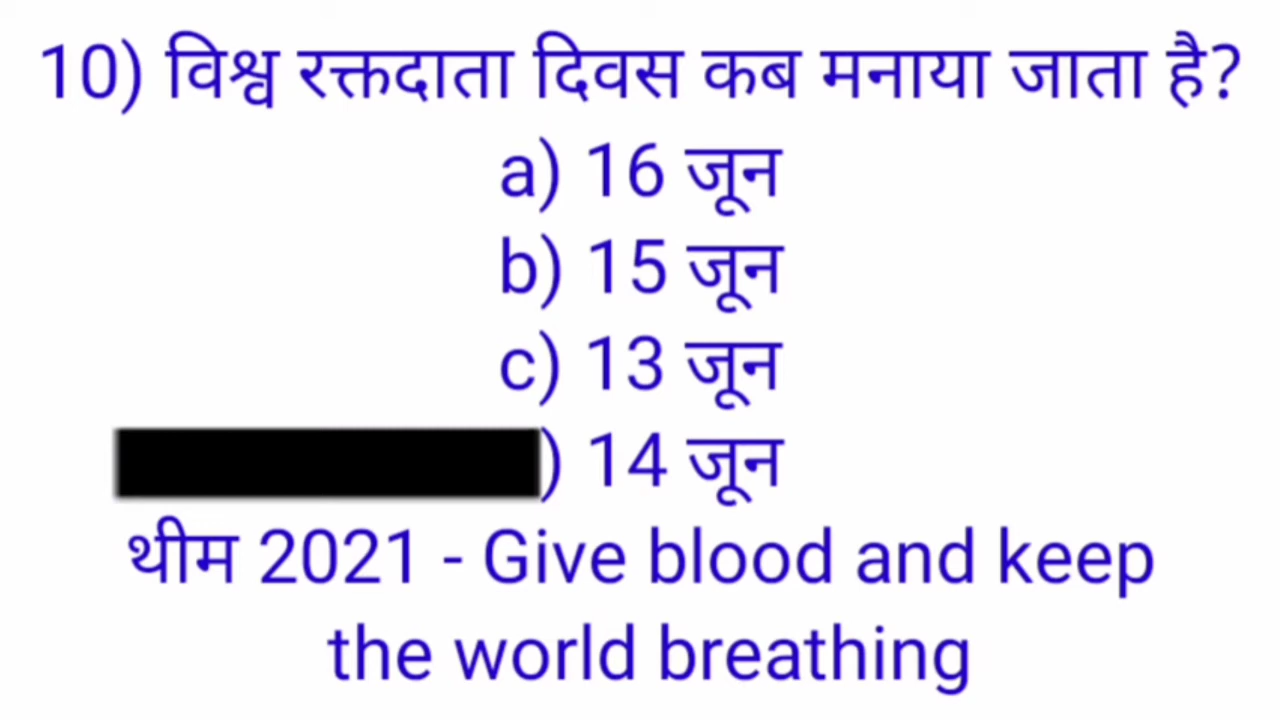 10) विश्व रक्तदाता दिवस कब मनाया जाता है?
a) 16 जून
b) 15 जून
c) 13 जून
) 14 जून
थीम 2021 - Give blood and keep
the world breathing